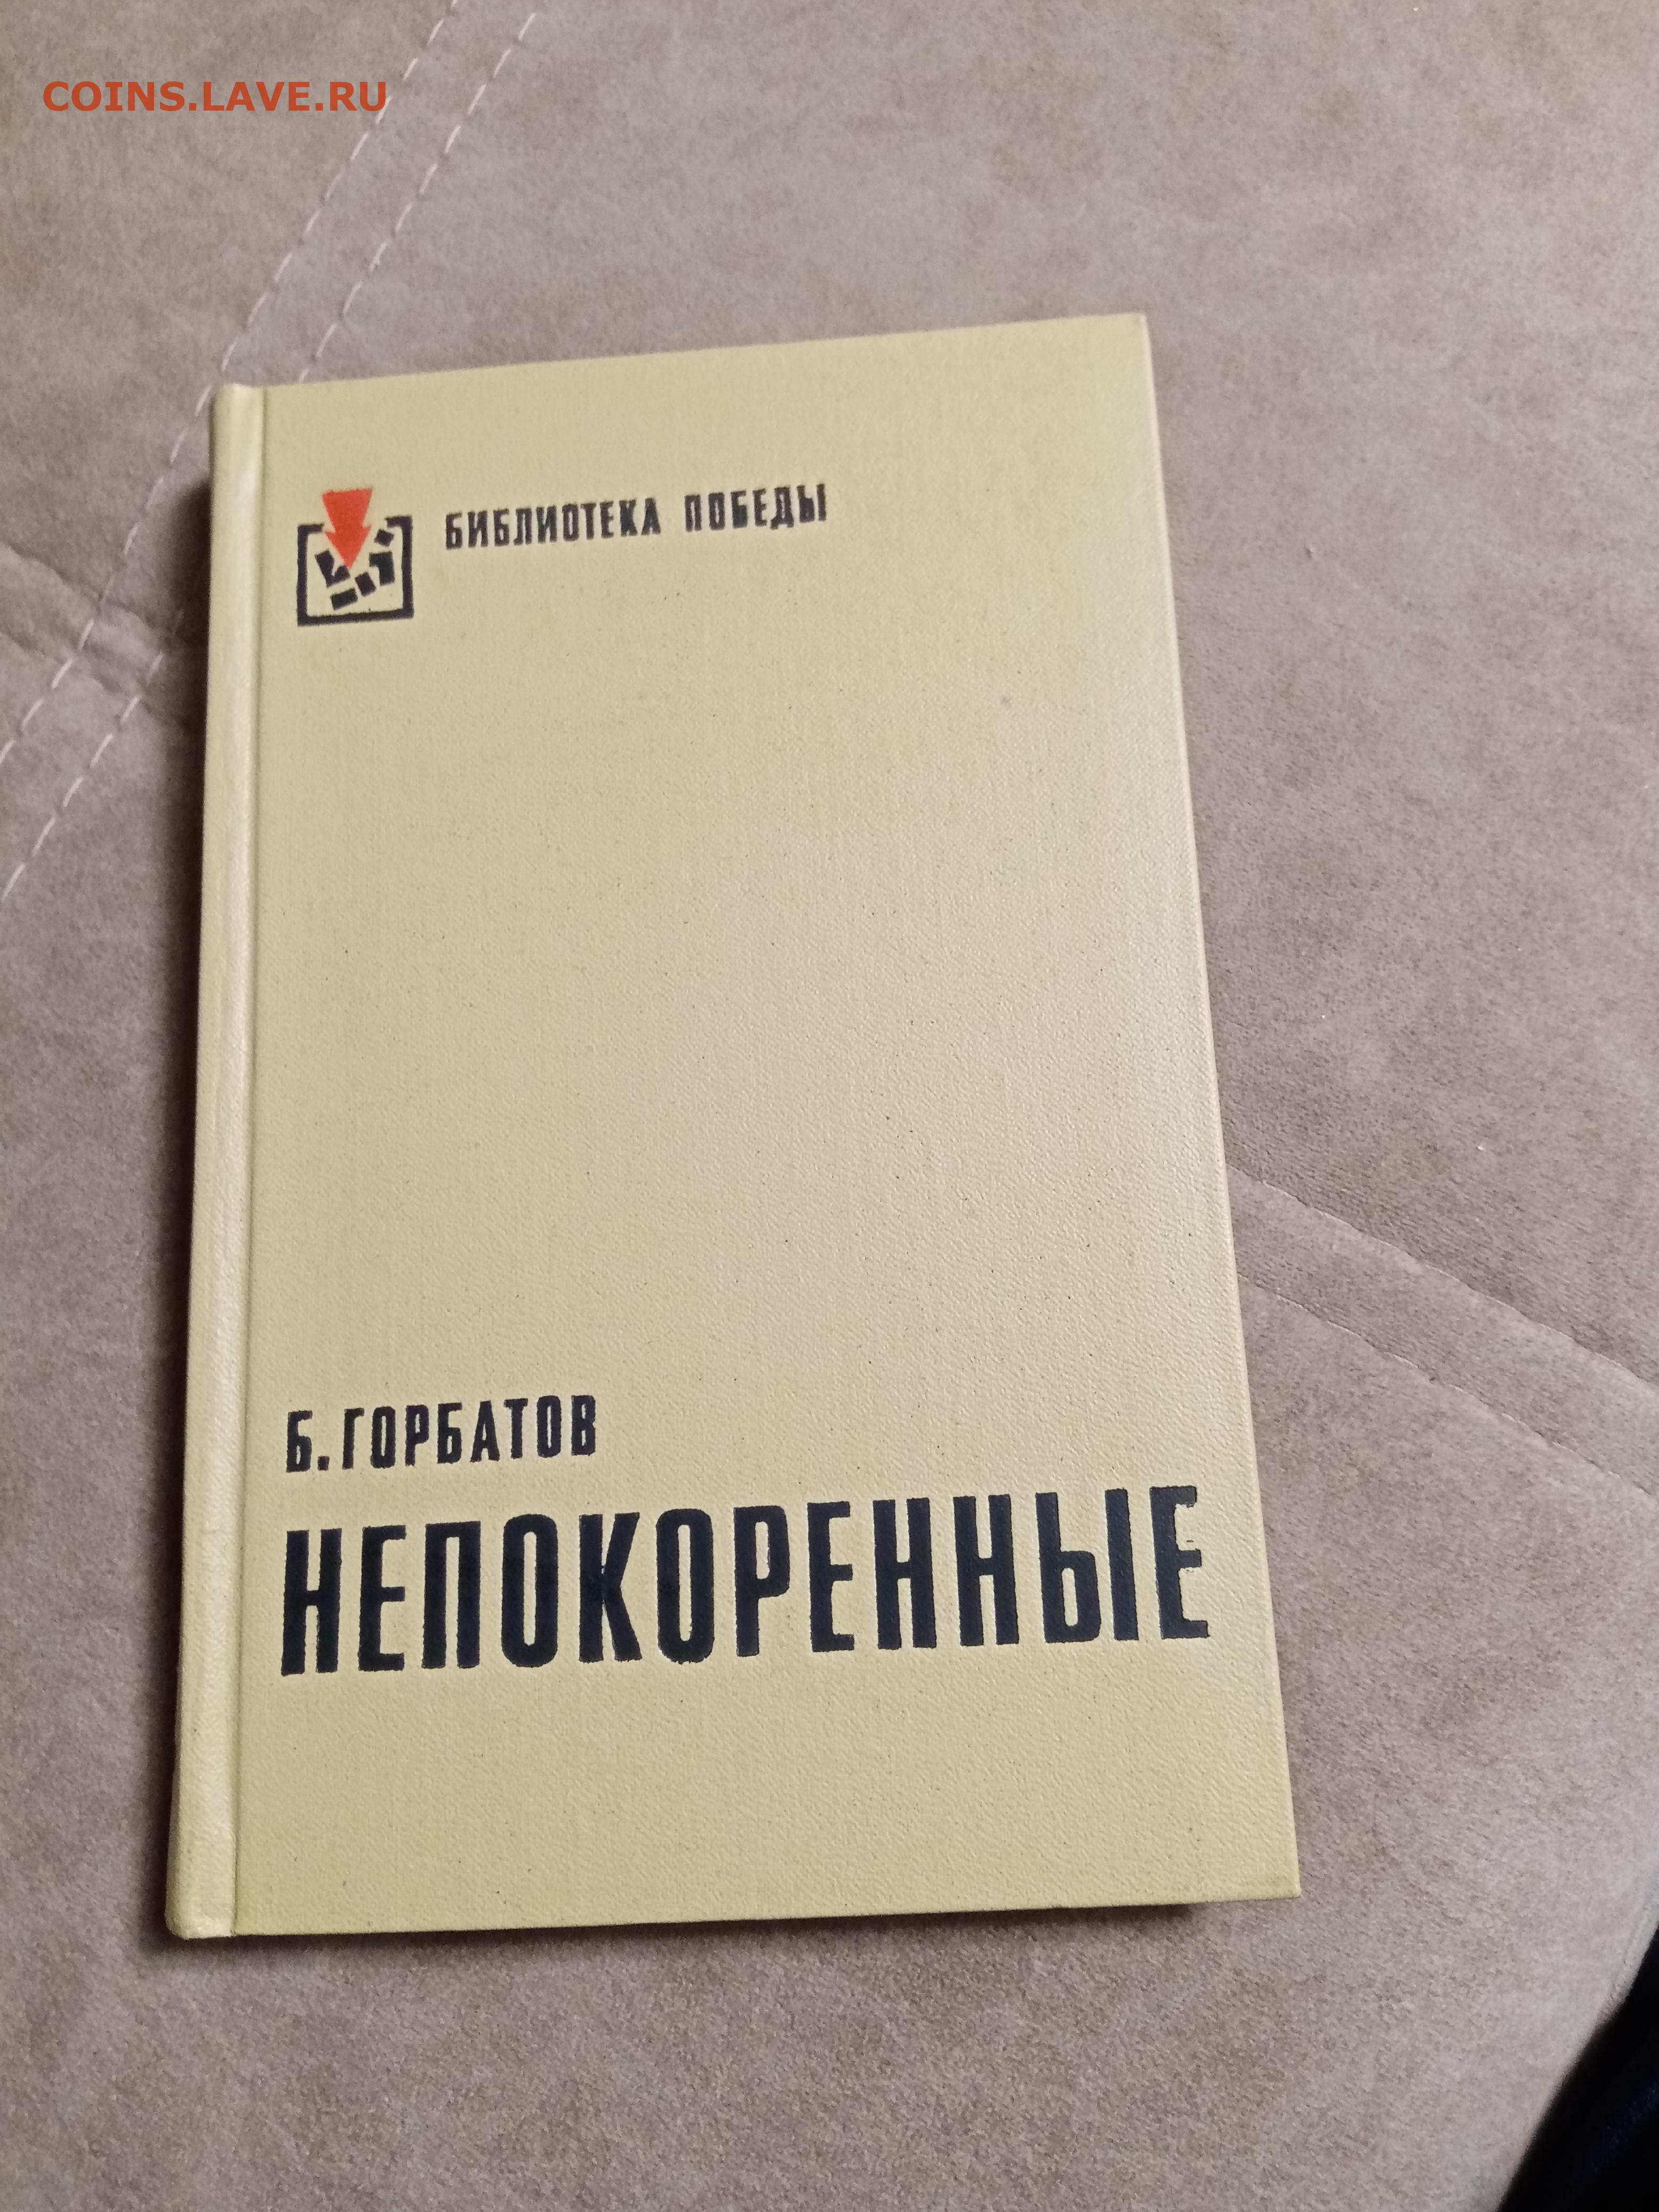 COINS.LAVE.RU
БИБЛИОТЕКА ПОБЕДЫ
Б. ГОРБАТОВ
НЕПОКОРЕННЫЕ